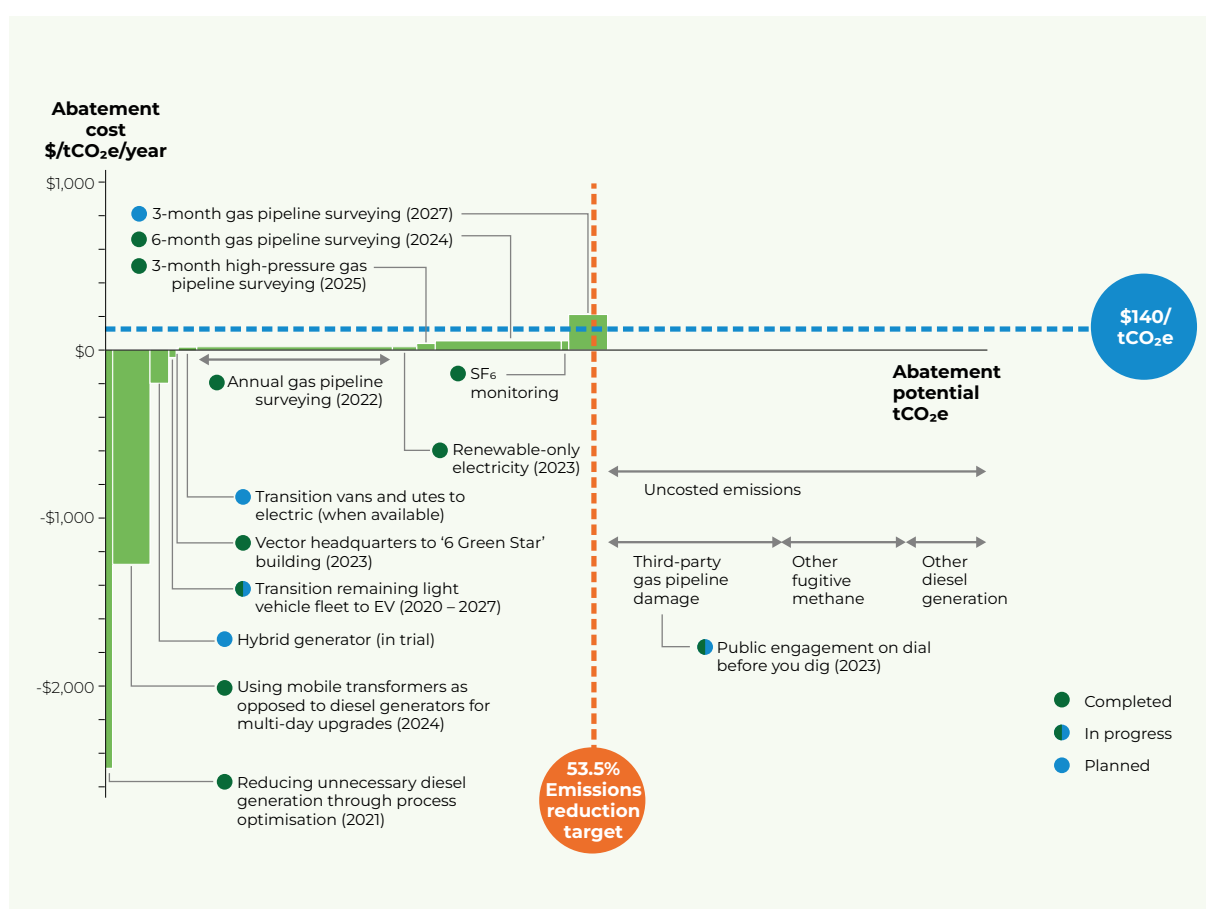 Abatement
cost
$/tCO₂e/year
$1,000
3-month gas pipeline surveying (2027)
6-month gas pipeline surveying (2024)
3-month high-pressure gas
pipeline surveying (2025)
$140/
tCO₂e
$0
Annual gas pipeline
surveying (2022)
SF₆
monitoring
Abatement
potential
tCO₂e
Renewable-only
electricity (2023)
Uncosted emissions
Transition vans and utes to
electric (when available)
-$1,000
Vector headquarters to ‘6 Green Star’
building (2023)
Third-party
gas pipeline
damage
Other
fugitive
methane
Other
diesel
generation
Transition remaining light
vehicle fleet to EV (2020 – 2027)
Hybrid generator (in trial)
Public engagement on dial
before you dig (2023)
-$2,000
Using mobile transformers as
opposed to diesel generators for
multi-day upgrades (2024)
Completed
In progress
Planned
53.5%
Emissions
reduction
target
Reducing unnecessary diesel
generation through process
optimisation (2021)